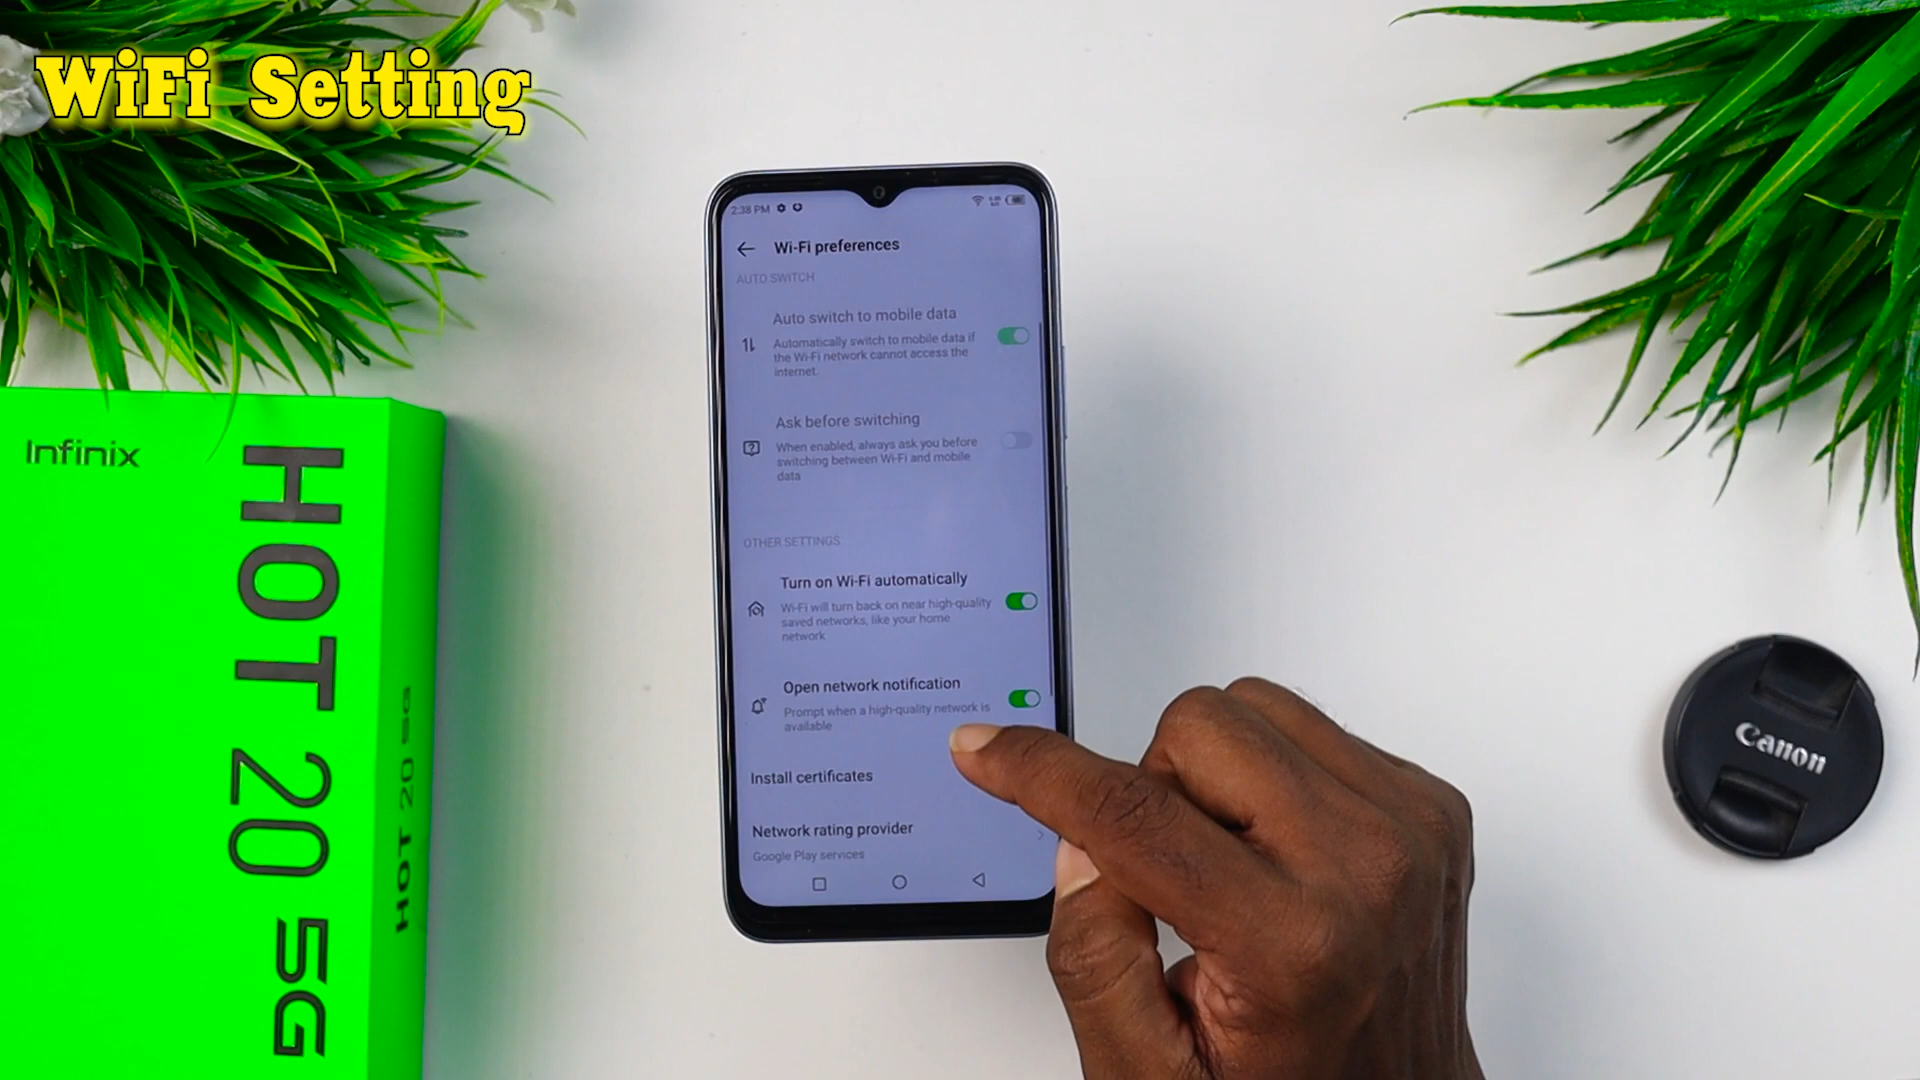 WiFi Setting
2:38 PM
Wi-Fi preferences
AUTO SWITCH
Auto switch to mobile data
Automatically switch to mobile data if
the Wi-Fi network cannot access the
internet.
Ask before switching
When enabled, always ask you before
switching between Wi-Fi and mobile
data
OTHER SETTINGS
Turn on Wi-Fi automatically
Wi-Fi will turn back on near high-quality
saved networks, like your home
network
Open network notification
Prompt when a high-quality network is
available
Install certificates
Network rating provider
Google Play services
Infinix
HOT 20 5G
HOT 20 5G
Canon